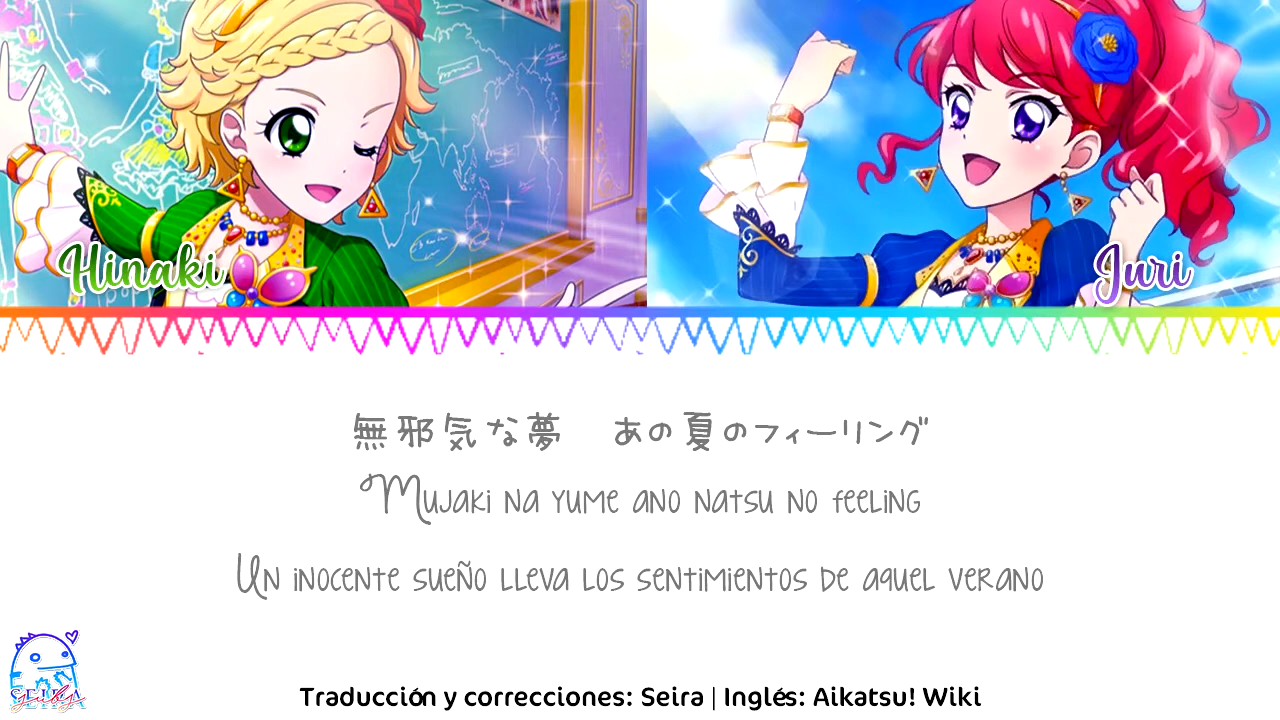 Hinaki
Juri
無邪気な夢　あの夏のフィーリング
Mujaki na yume ano natsu no feeling
Un inocente sueño lleva los sentimientos de aquel verano
SEIRA
subs
Traducción y correcciones: Seira | Inglés: Aikatsu! Wiki